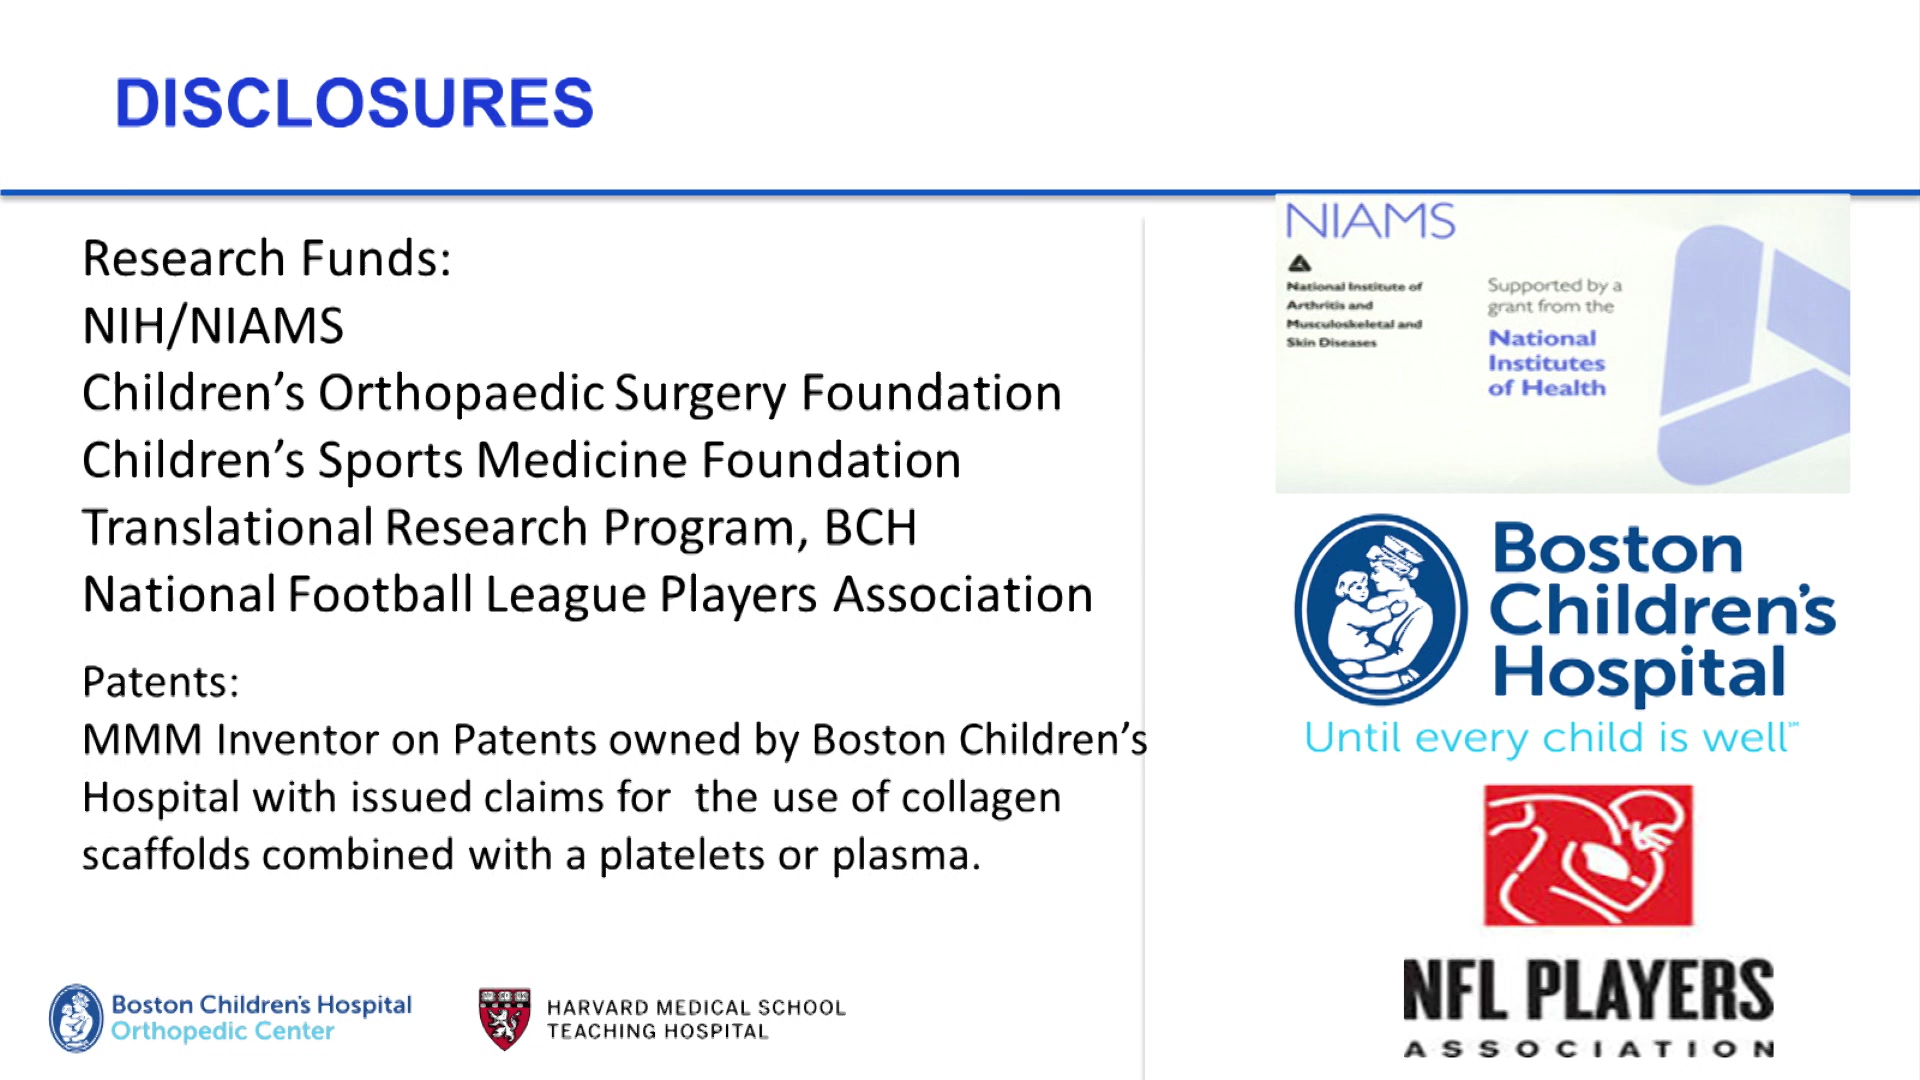 DISCLOSURES
Research Funds:
NIH/NIAMS
Children’s Orthopaedic Surgery Foundation
Children’s Sports Medicine Foundation
Translational Research Program, BCH
National Football League Players Association
Patents:
MMM Inventor on Patents owned by Boston Children’s
Hospital with issued claims for  the use of collagen
scaffolds combined with a platelets or plasma.
NIAMS
National Institute of
Arthritis and
Musculoskeletal and
Skin Diseases
Supported by a
grant from the
National
Institutes
of Health
Boston
Children's
Hospital
Until every child is well℠
NFL PLAYERS
ASSOCIATION
Boston Children's Hospital
Orthopedic Center
HARVARD MEDICAL SCHOOL
TEACHING HOSPITAL